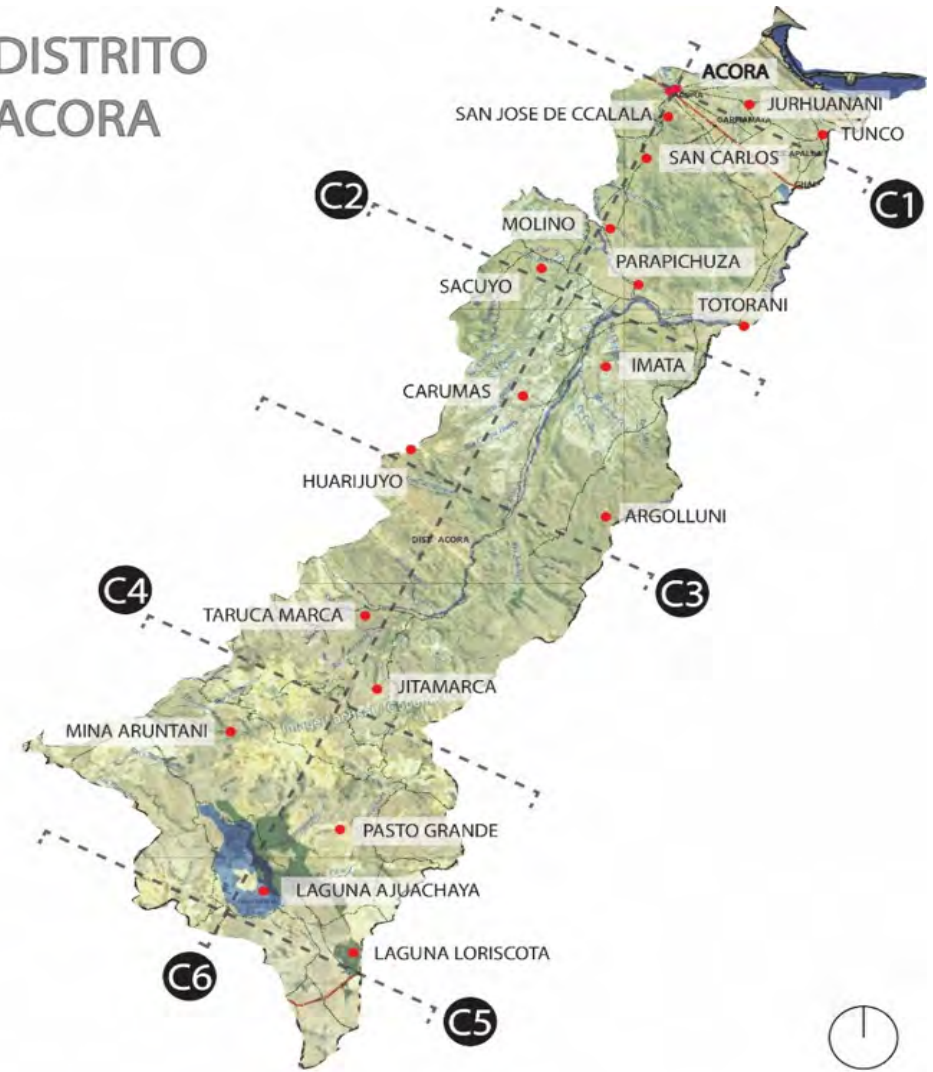 DISTRITO
ACORA
ACORA
JURHUANANI
SAN JOSE DE CCALALA
TUNCO
SAN CARLOS
C2
C1
MOLINO
PARAPICHUZA
SACUYO
TOTORANI
IMATA
CARUMAS
HUARIJUYO
ARGOLLUNI
DIST. ACORA
C4
C3
TARUCA MARCA
JITAMARCA
MINA ARUNTANI
PASTO GRANDE
LAGUNA AJUACHAYA
LAGUNA LORISCOTA
C6
C5